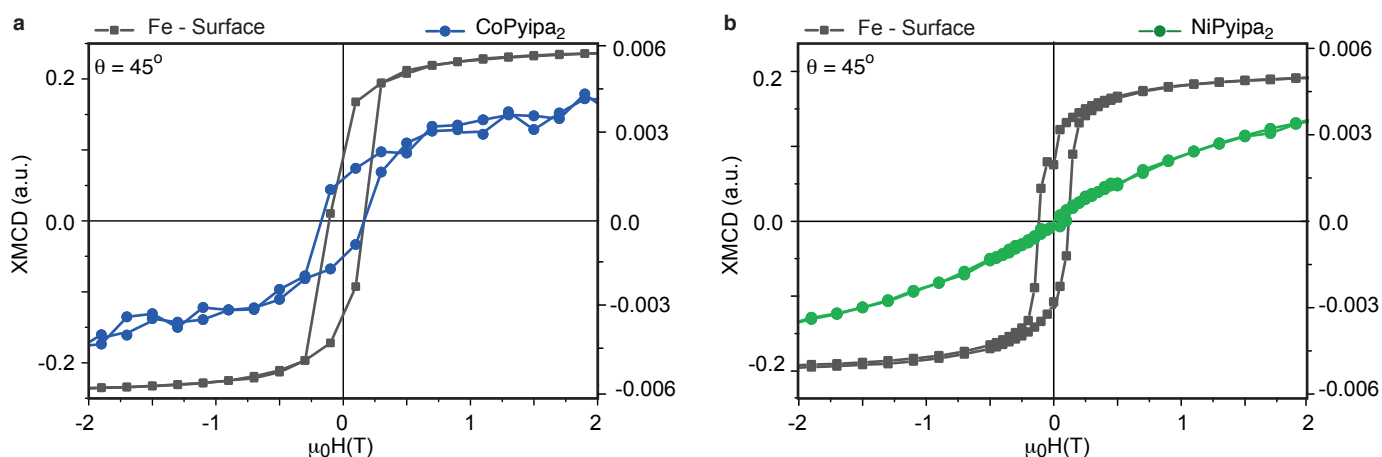 a
Fe - Surface
CoPyipa₂
θ = 45°
XMCD (a.u.)
0.2
0.0
-0.2
0.006
0.003
0.0
-0.003
-0.006
-2
-1
0
1
2
μ₀H(T)
b
Fe - Surface
NiPyipa₂
θ = 45°
XMCD (a.u.)
0.2
0.0
-0.2
0.006
0.003
0.0
-0.003
-0.006
-2
-1
0
1
2
μ₀H(T)